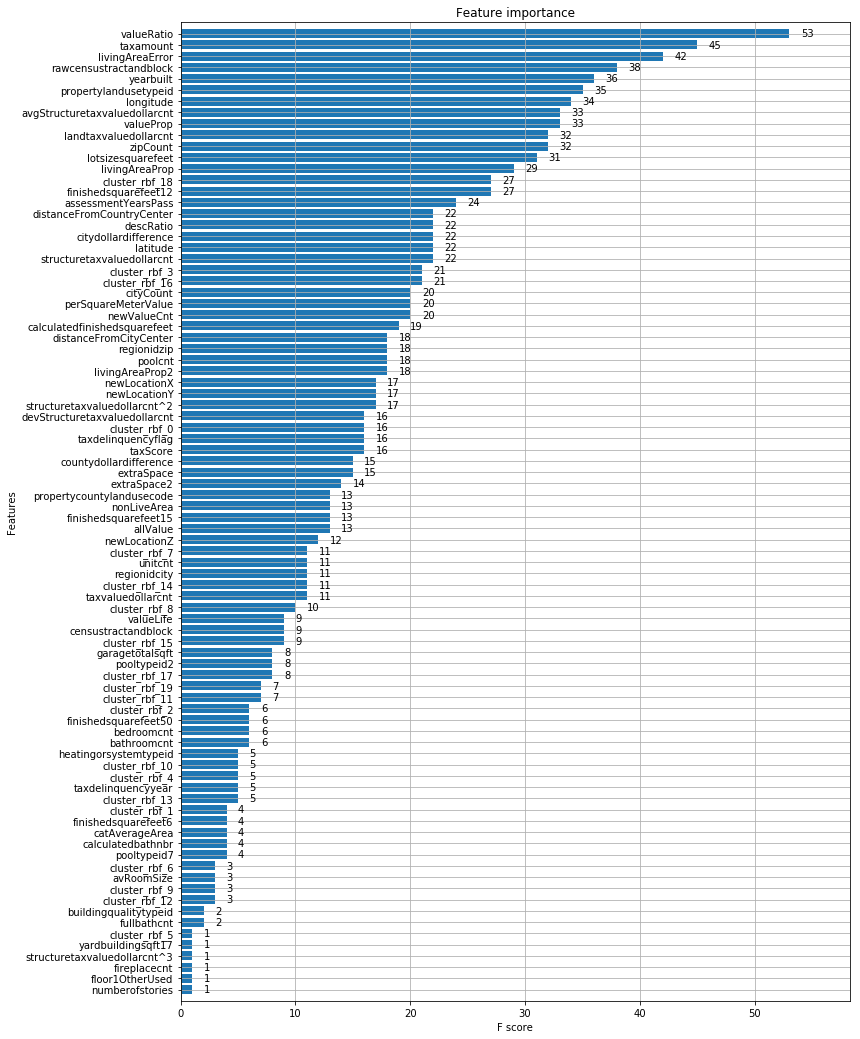 Feature importance
valueRatio 53
taxamount 45
livingAreaError 42
rawcensustractandblock 38
yearbuilt 36
propertylandusetypeid 35
longitude 34
avgStructuretaxvaluedollarcnt 33
valueProp 33
landtaxvaluedollarcnt 32
zipCount 32
lotsizesquarefeet 31
livingAreaProp 29
cluster_rbf_18 27
finishedsquarefeet12 27
assessmentYearsPass 24
distanceFromCountryCenter 22
descRatio 22
citydollardifference 22
latitude 22
structuretaxvaluedollarcnt 22
cluster_rbf_3 21
cluster_rbf_16 21
cityCount 20
perSquareMeterValue 20
newValueCnt 20
calculatedfinishedsquarefeet 19
distanceFromCityCenter 18
regionidzip 18
poolcnt 18
livingAreaProp2 18
newLocationX 17
newLocationY 17
structuretaxvaluedollarcnt^2 17
devStructuretaxvaluedollarcnt 16
cluster_rbf_0 16
taxdelinquencyflag 16
taxScore 16
countydollardifference 15
extraSpace 15
extraSpace2 14
propertycountylandusecode 13
nonLiveArea 13
finishedsquarefeet15 13
allValue 13
newLocationZ 12
cluster_rbf_7 11
unitcnt 11
regionidcity 11
cluster_rbf_14 11
taxvaluedollarcnt 11
cluster_rbf_8 10
valueLife 9
censustractandblock 9
cluster_rbf_15 9
garagetotalsqft 8
pooltypeid2 8
cluster_rbf_17 8
cluster_rbf_19 7
cluster_rbf_11 7
cluster_rbf_2 6
finishedsquarefeet50 6
bedroomcnt 6
bathroomcnt 6
heatingorsystemtypeid 5
cluster_rbf_10 5
cluster_rbf_4 5
taxdelinquencyyear 5
cluster_rbf_13 5
cluster_rbf_1 4
finishedsquarefeet6 4
catAverageArea 4
calculatedbathnbr 4
pooltypeid7 4
cluster_rbf_6 3
avRoomSize 3
cluster_rbf_9 3
cluster_rbf_12 3
buildingqualitytypeid 2
fullbathcnt 2
cluster_rbf_5 1
yardbuildingsqft17 1
structuretaxvaluedollarcnt^3 1
fireplacecnt 1
floor1OtherUsed 1
numberofstories 1
Features
0 10 20 30 40 50
F score